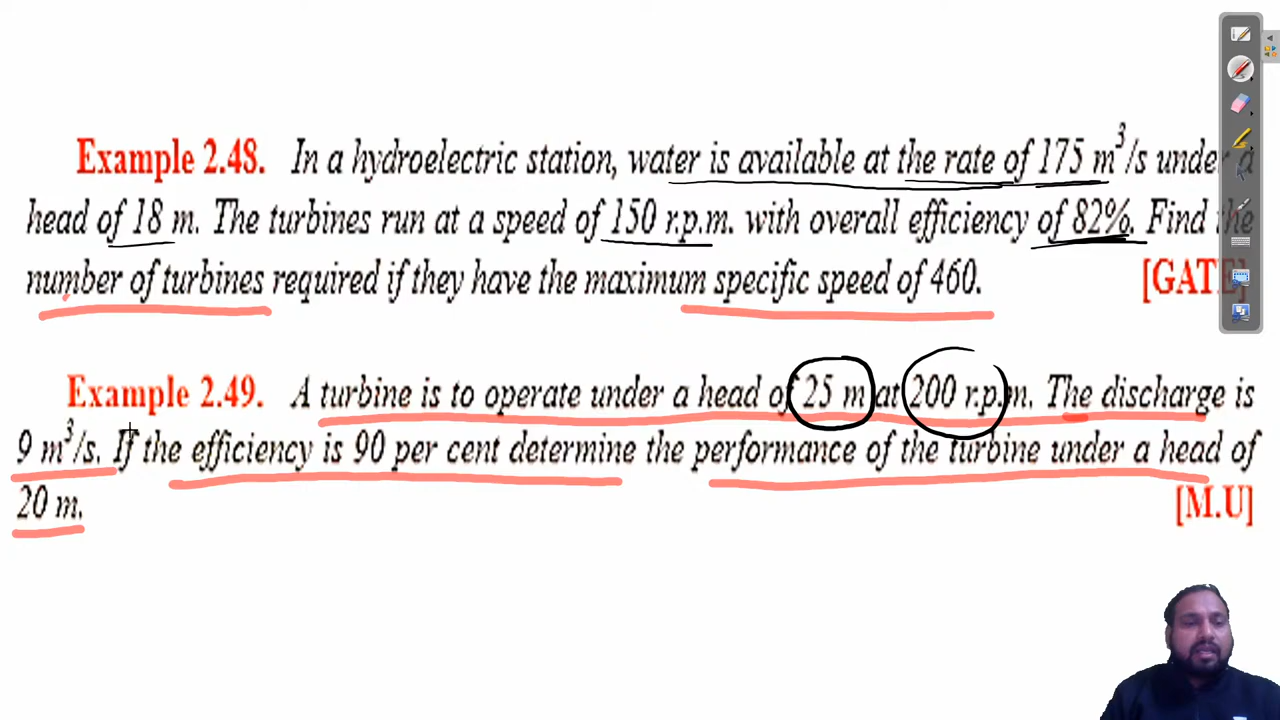 Example 2.48. In a hydroelectric station, water is available at the rate of 175 m³/s under a
head of 18 m. The turbines run at a speed of 150 r.p.m. with overall efficiency of 82%. Find the
number of turbines required if they have the maximum specific speed of 460. [GATE]
Example 2.49. A turbine is to operate under a head of 25 m at 200 r.p.m. The discharge is
9 m³/s. If the efficiency is 90 per cent determine the performance of the turbine under a head of
20 m. [M.U]